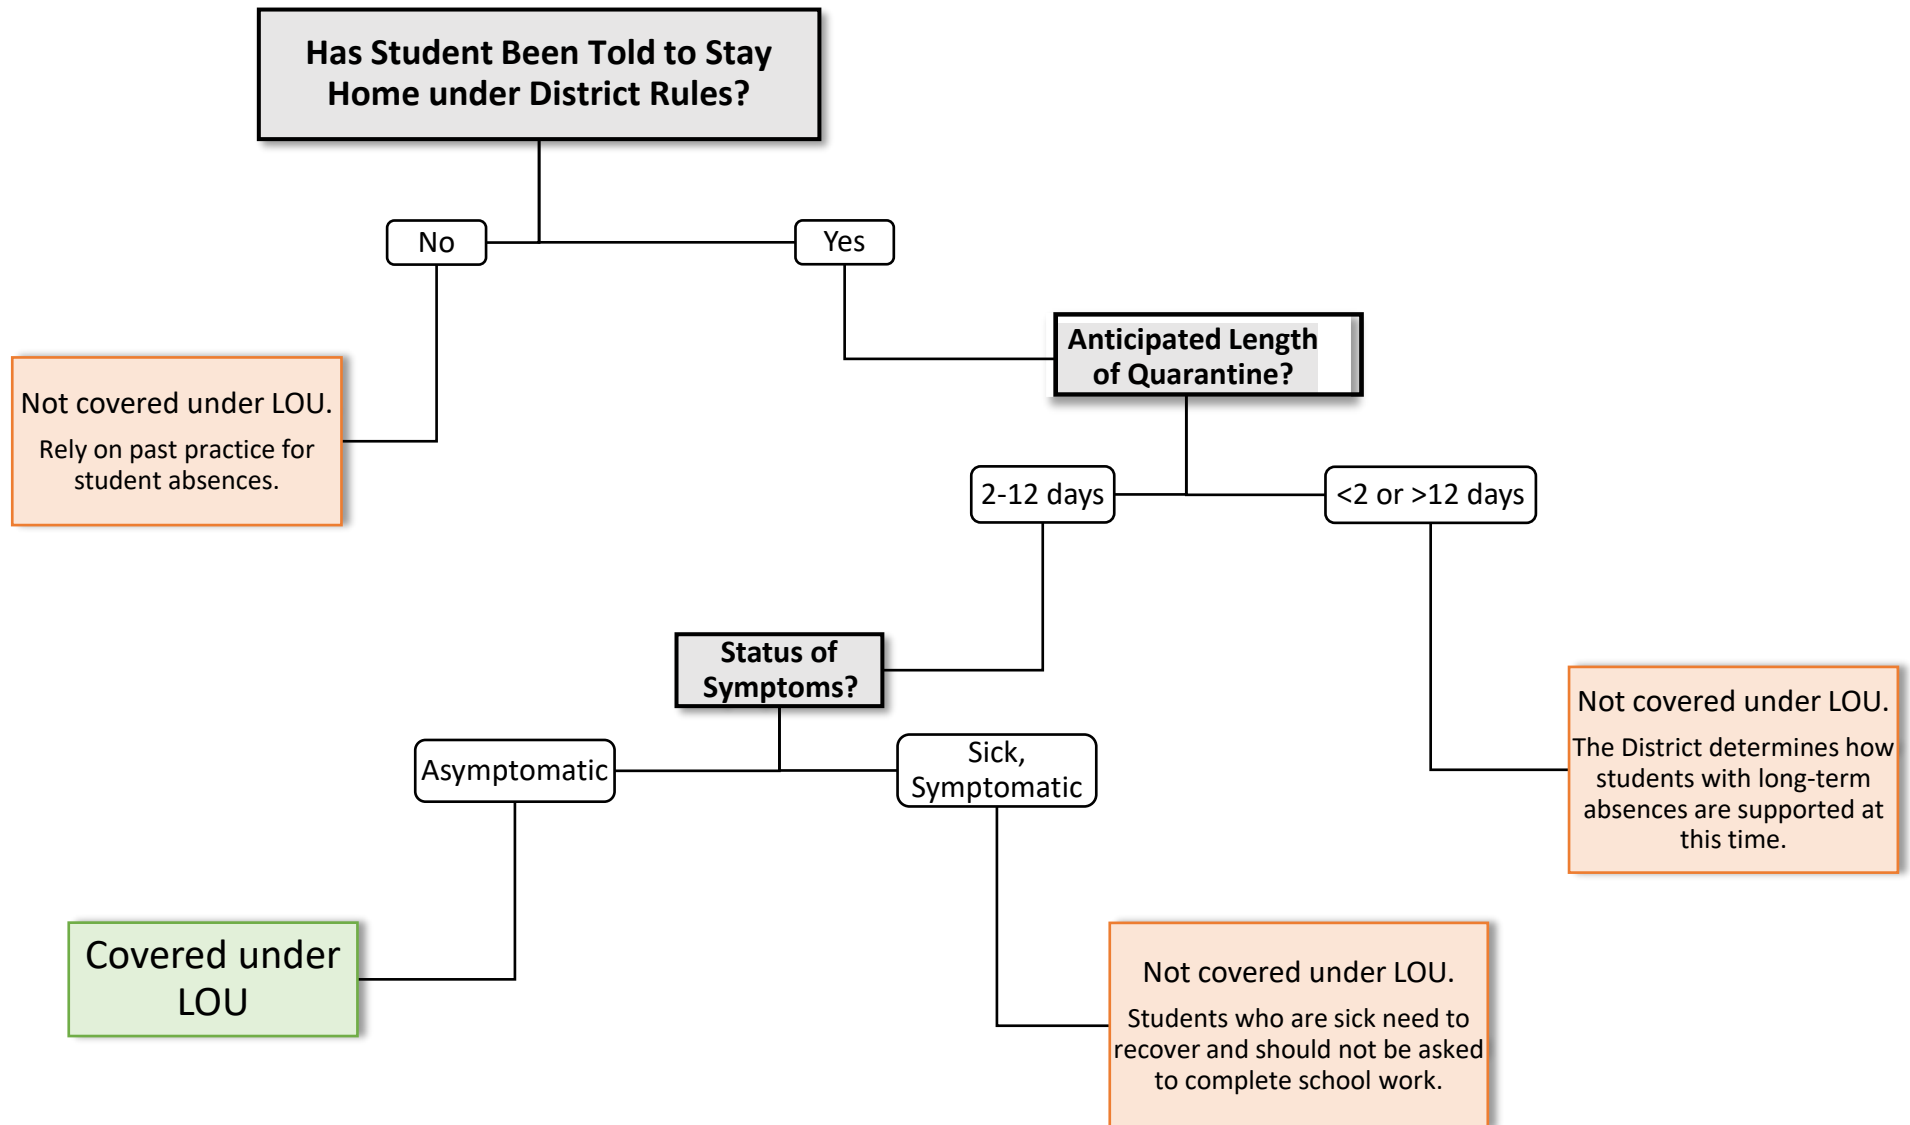 Has Student Been Told to Stay
Home under District Rules?
No
Yes
Anticipated Length
of Quarantine?
Not covered under LOU.
Rely on past practice for
student absences.
2-12 days
<2 or >12 days
Status of
Symptoms?
Not covered under LOU.
The District determines how
students with long-term
absences are supported at
this time.
Asymptomatic
Sick,
Symptomatic
Covered under
LOU
Not covered under LOU.
Students who are sick need to
recover and should not be asked
to complete school work.